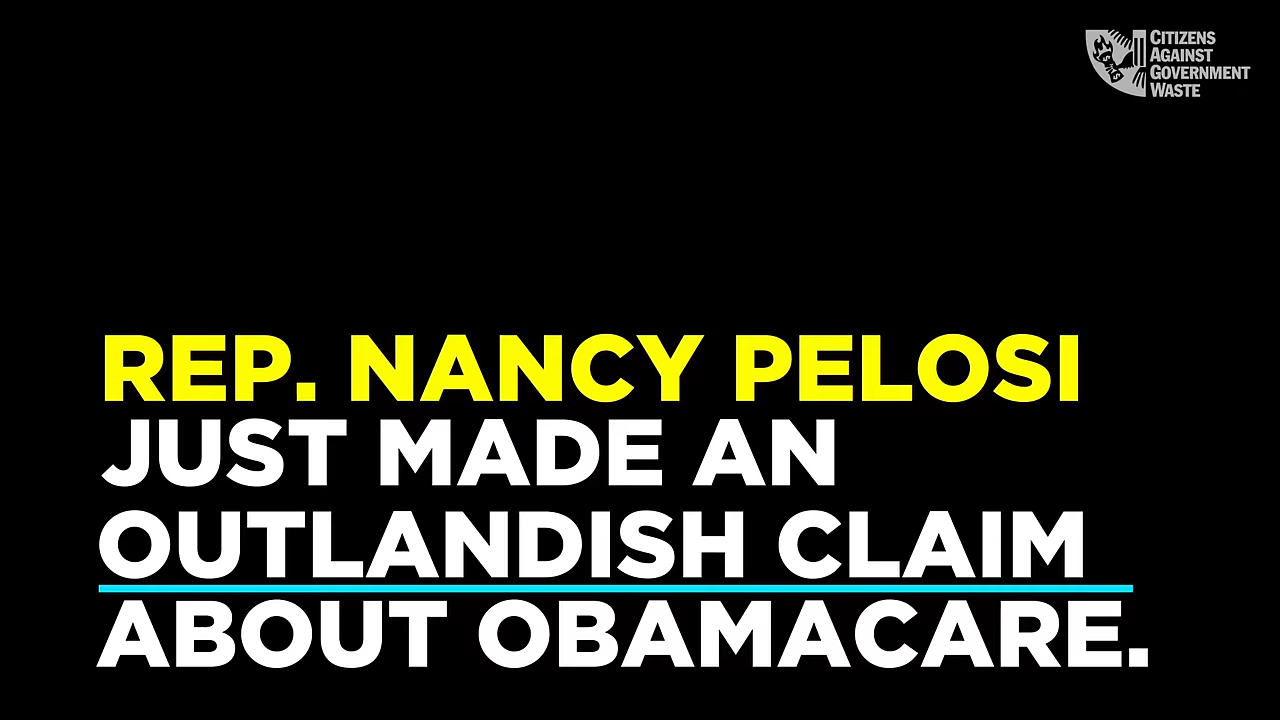 CITIZENS
AGAINST
GOVERNMENT
WASTE
REP. NANCY PELOSI
JUST MADE AN
OUTLANDISH CLAIM
ABOUT OBAMACARE.